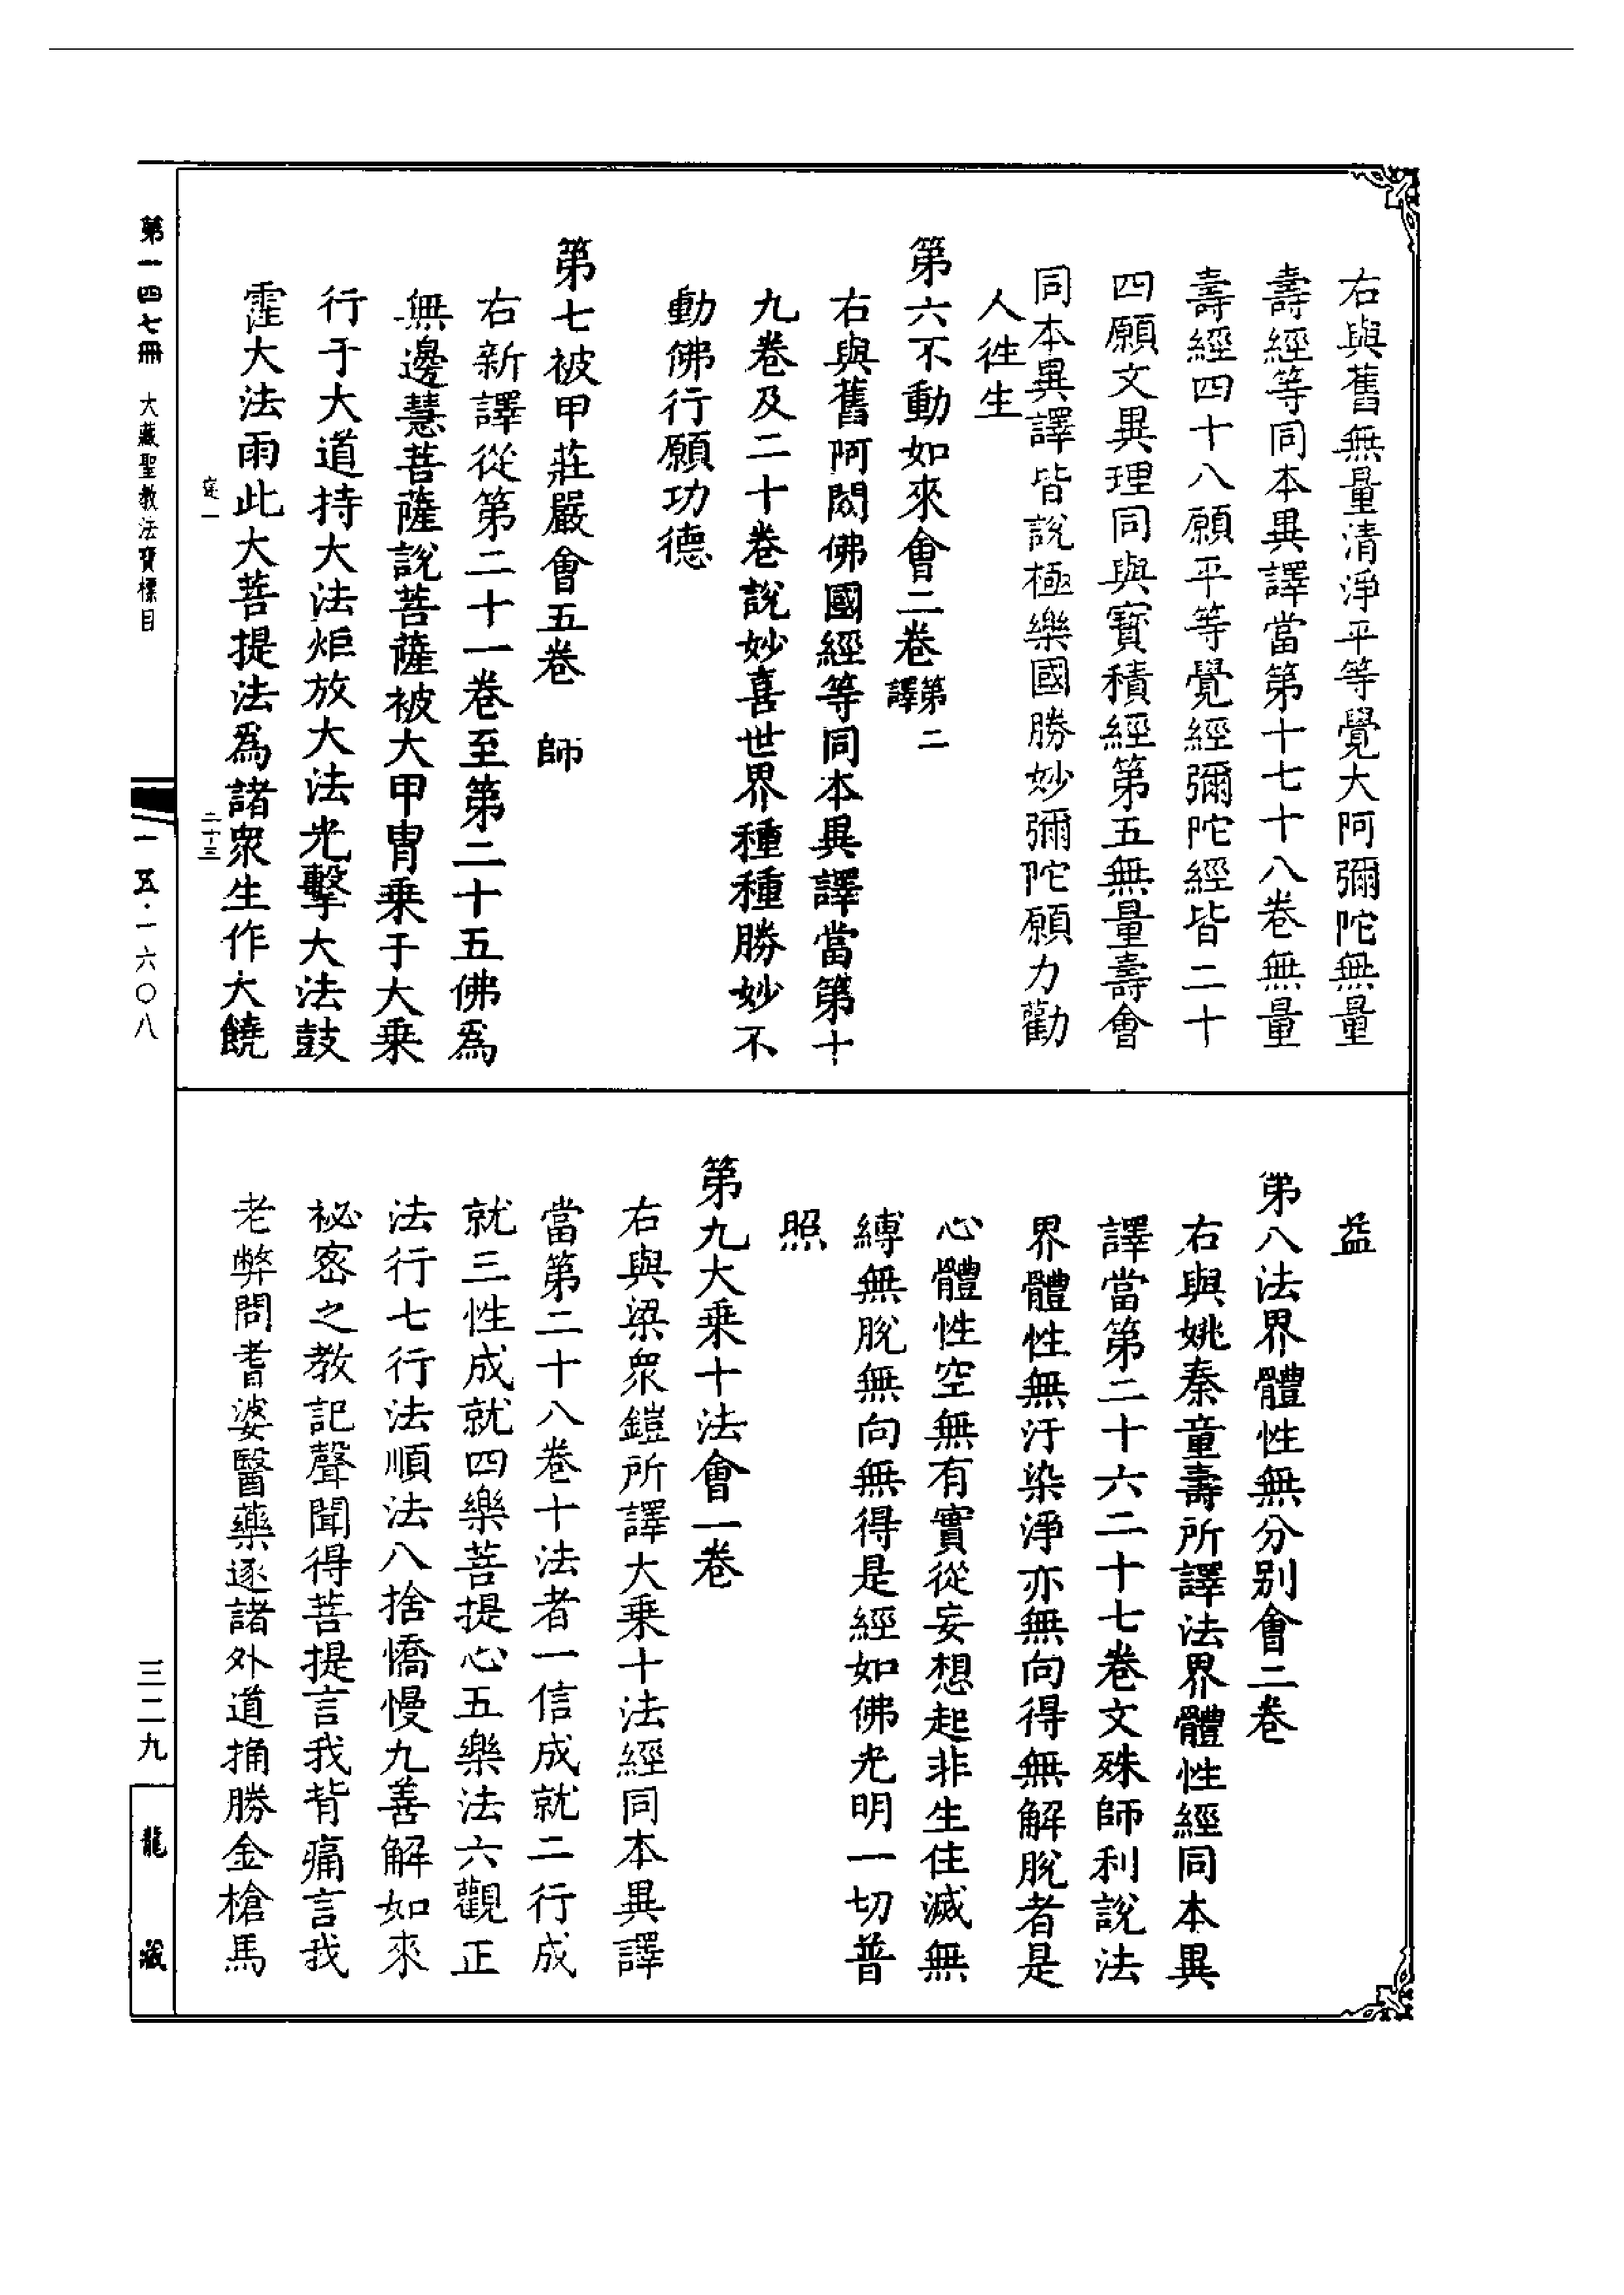 右與舊無量清淨平等覺大阿彌陀無量
壽經等同本異譯當第十七十八卷無量
壽經四十八願平等覺經彌陀經皆二十
四願文異理同與寳積經第五無量壽會
同本異譯皆說極樂國勝妙彌陀願力勸
人徃生
第六不動如來會二卷第二譯
右與舊阿閦佛國經等同本異譯當第十
九卷及二十卷說妙喜世界種種勝妙不
動佛行願功德
第七被甲莊嚴會五卷　師
右新譯從第二十一卷至第二十五佛爲
無邊慧菩薩說菩薩被大甲冑乗于大乗
行于大道持大法炬放大法光擊大法鼓
霔大法雨此大菩提法爲諸衆生作大饒
益
第八法界體性無分别會二卷
右與姚秦童壽所譯法界體性經同本異
譯當第二十六二十七卷文殊師利說法
界體性無汙染淨亦無向得無解脫者是
心體性空無有實從妄想起非生住滅無
縛無脫無向無得是經如佛光明一切普
照
第九大乗十法會一卷
右與梁衆鎧所譯大乗十法經同本異譯
當第二十八卷十法者一信成就二行成
就三性成就四樂菩提心五樂法六觀正
法行七行法順法八捨憍慢九善解如來
祕密之教記聲聞得菩提言我背痛言我
老弊問耆婆醫藥逐諸外道捅勝金槍馬
第一四七冊　大藏聖教法寶標目
一五·一六〇八
三二九
龍藏
二十三